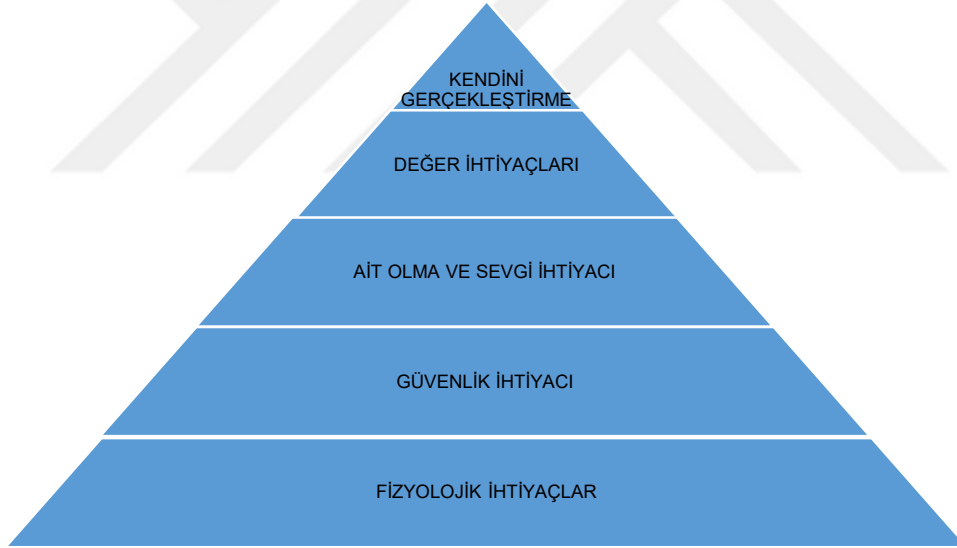 KENDİNİ
GERÇEKLEŞTİRME
DEĞER İHTİYAÇLARI
AİT OLMA VE SEVGİ İHTİYACI
GÜVENLİK İHTİYACI
FİZYOLOJİK İHTİYAÇLAR